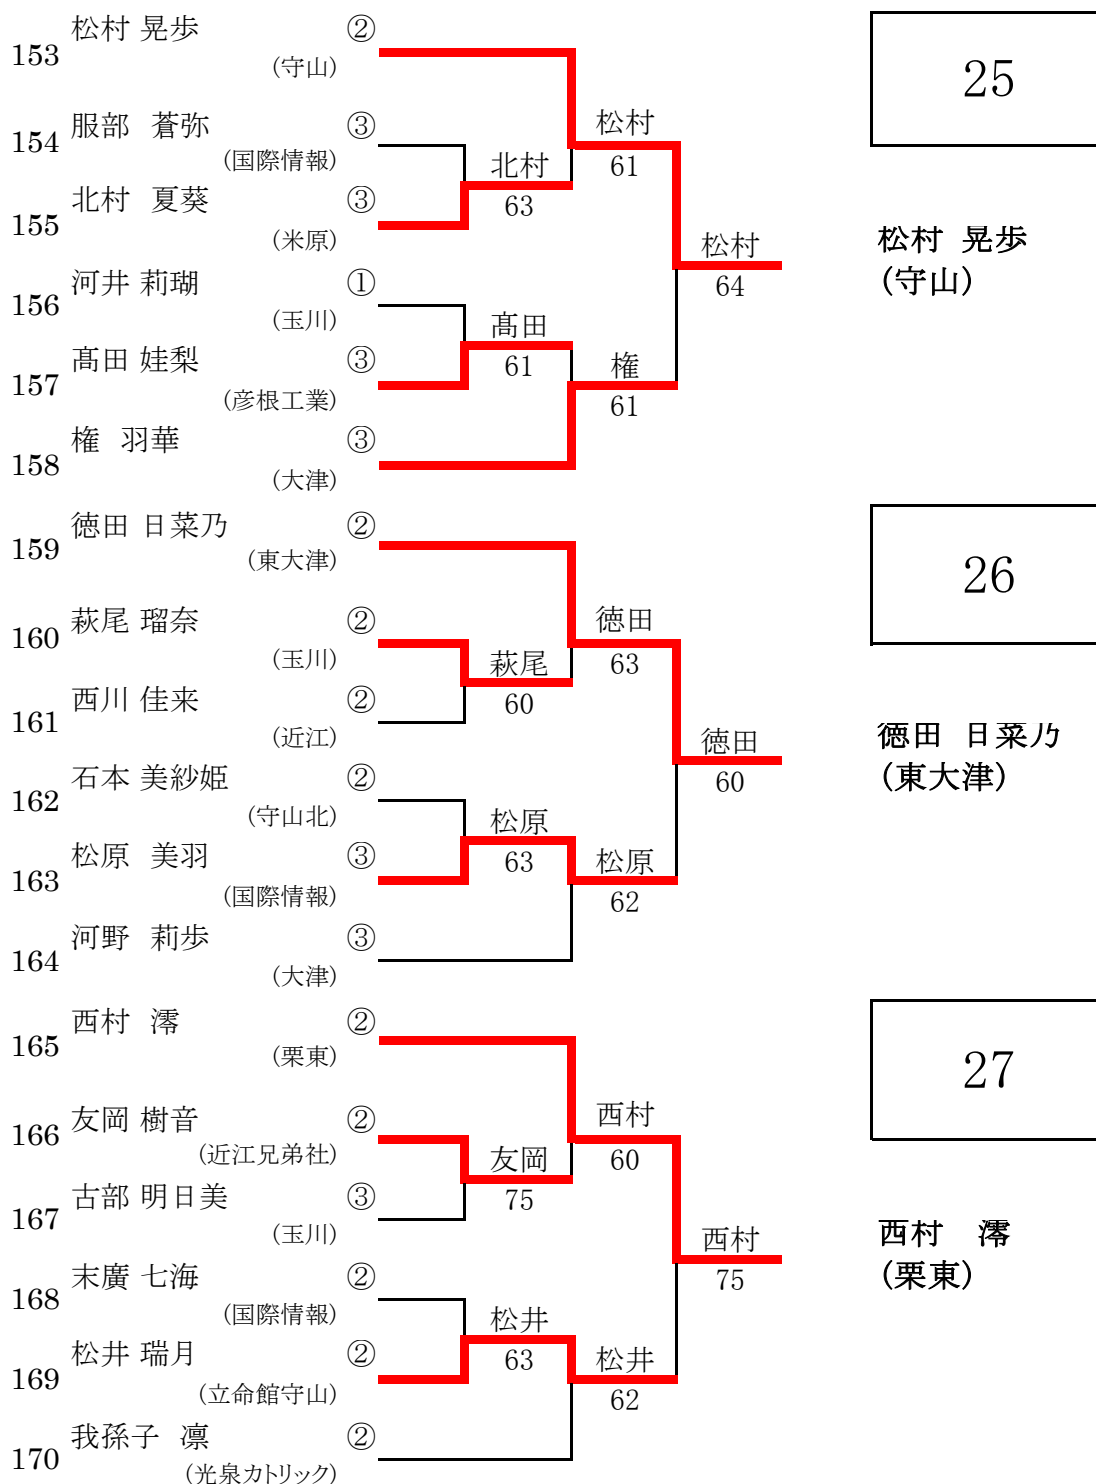 松村 晃歩 ②
153
(守山)
25
服部 蒼弥 ③
154
(国際情報)
松村
61
北村
63
北村 夏葵 ③
155
(米原)
松村 晃歩
(守山)
松村
64
河井 莉瑚 ①
156
(玉川)
髙田
61
髙田 娃梨 ③
157
(彦根工業)
権
61
権 羽華 ③
158
(大津)
徳田 日菜乃 ②
159
(東大津)
26
萩尾 瑠奈 ②
160
(玉川)
徳田
63
萩尾
60
西川 佳来 ②
161
(近江)
徳田 日菜乃
(東大津)
徳田
60
石本 美紗姫 ②
162
(守山北)
松原
63
松原 美羽 ③
163
(国際情報)
松原
62
河野 莉歩 ③
164
(大津)
西村 澪 ②
165
(栗東)
27
友岡 樹音 ②
166
(近江兄弟社)
西村
60
友岡
75
古部 明日美 ③
167
(玉川)
西村 澪
(栗東)
西村
75
末廣 七海 ②
168
(国際情報)
松井
63
松井 瑞月 ②
169
(立命館守山)
松井
62
我孫子 凛 ②
170
(光泉カトリック)